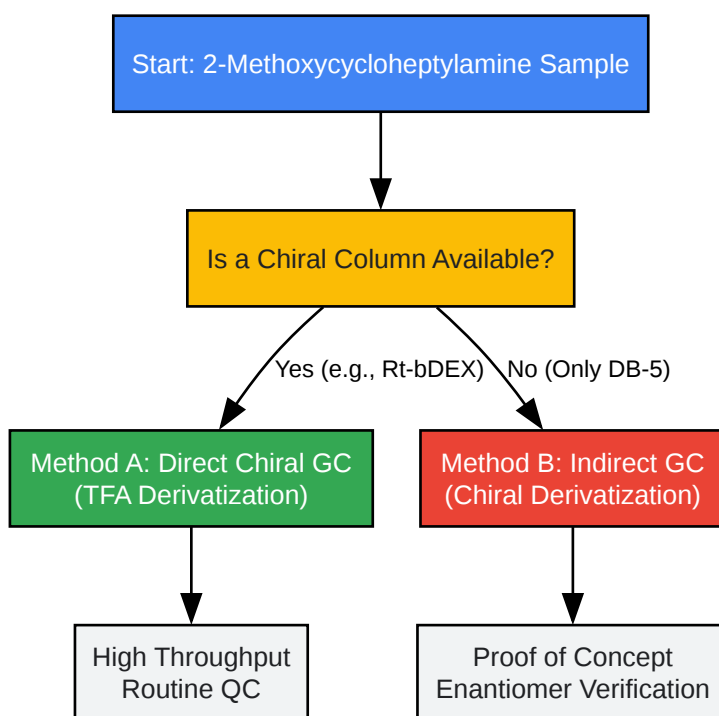 Start: 2-Methoxycycloheptylamine Sample
Is a Chiral Column Available?
Yes (e.g., Rt-bDEX)
No (Only DB-5)
Method A: Direct Chiral GC
(TFA Derivatization)
Method B: Indirect GC
(Chiral Derivatization)
High Throughput
Routine QC
Proof of Concept
Enantiomer Verification